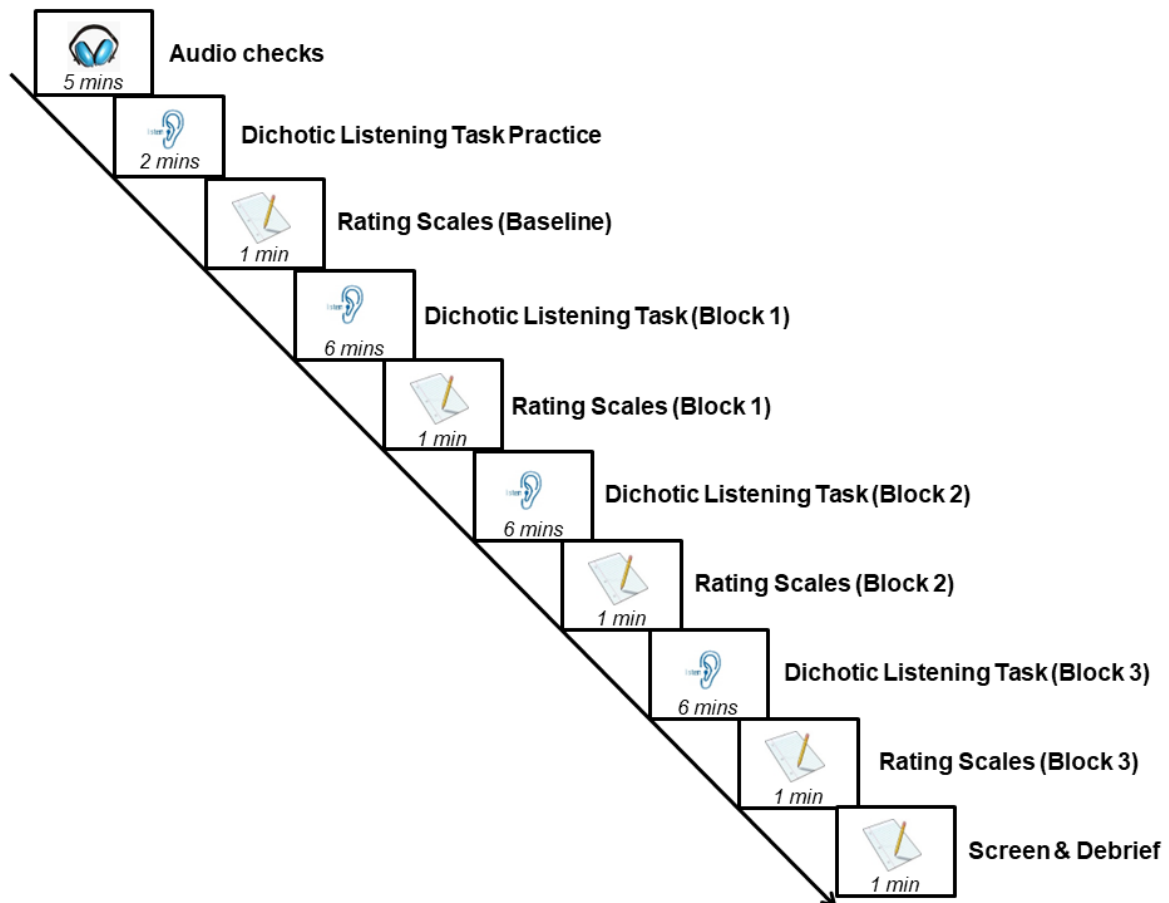 Audio checks
5 mins
listen
Dichotic Listening Task Practice
2 mins
Rating Scales (Baseline)
1 min
listen
Dichotic Listening Task (Block 1)
6 mins
Rating Scales (Block 1)
1 min
listen
Dichotic Listening Task (Block 2)
6 mins
Rating Scales (Block 2)
1 min
listen
Dichotic Listening Task (Block 3)
6 mins
Rating Scales (Block 3)
1 min
Screen & Debrief
1 min